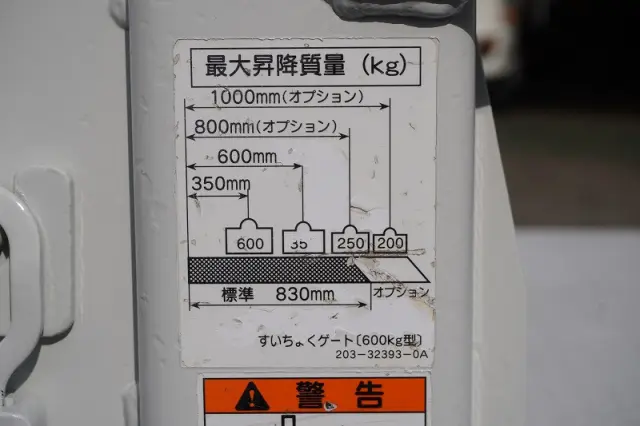 最大昇降質量 (kg)
1000mm(オプション)
800mm(オプション)
600mm
350mm
600 35 250 200
標準 830mm オプション
すいちょくゲート〔600kg型〕
203-32393-0A
警告